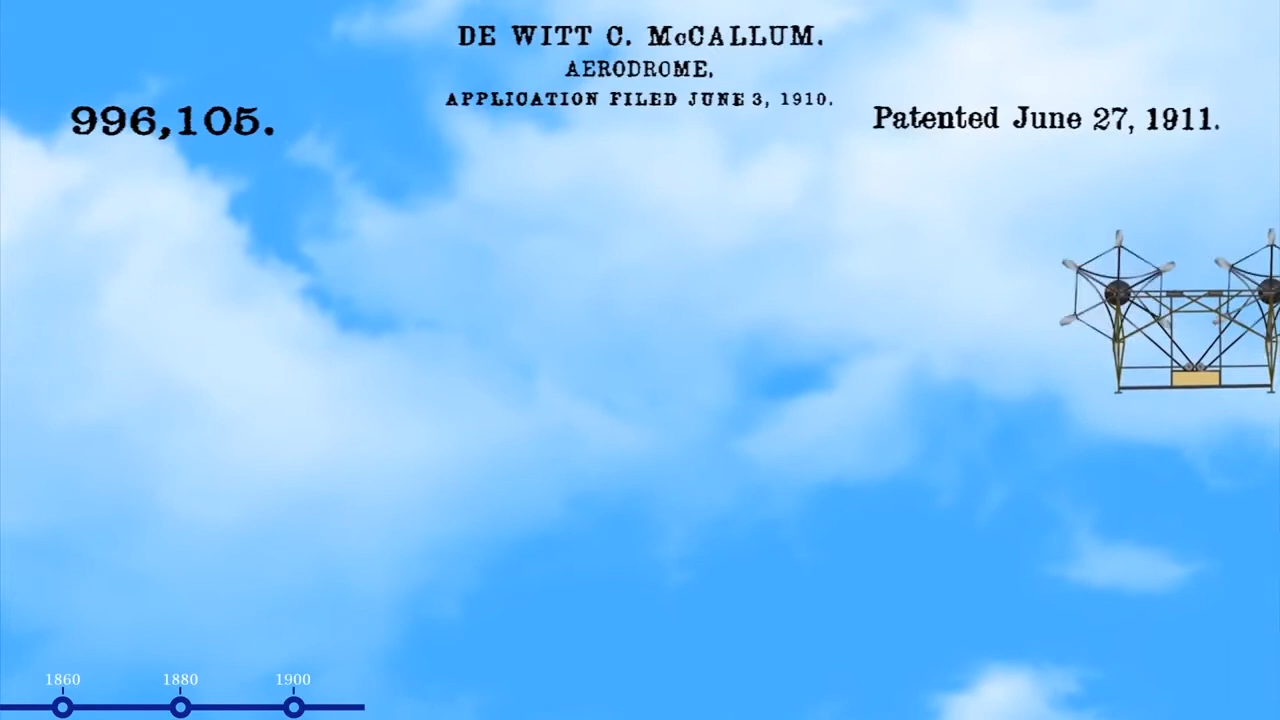 DE WITT C. McCALLUM.
AERODROME.
APPLICATION FILED JUNE 3, 1910.
996,105.
Patented June 27, 1911.
1860 1880 1900